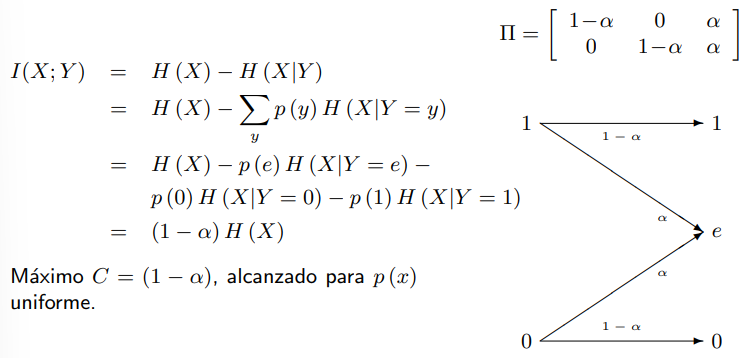 Π = [ 1−α 0 α
0 1−α α ]
I(X; Y) = H (X) − H (X|Y)
= H (X) − ∑_y p (y) H (X|Y = y)
= H (X) − p (e) H (X|Y = e) −
p (0) H (X|Y = 0) − p (1) H (X|Y = 1)
= (1 − α) H (X)
Máximo C = (1 − α), alcanzado para p (x)
uniforme.
1 1
1 − α
α
e
α
1 − α
0 0